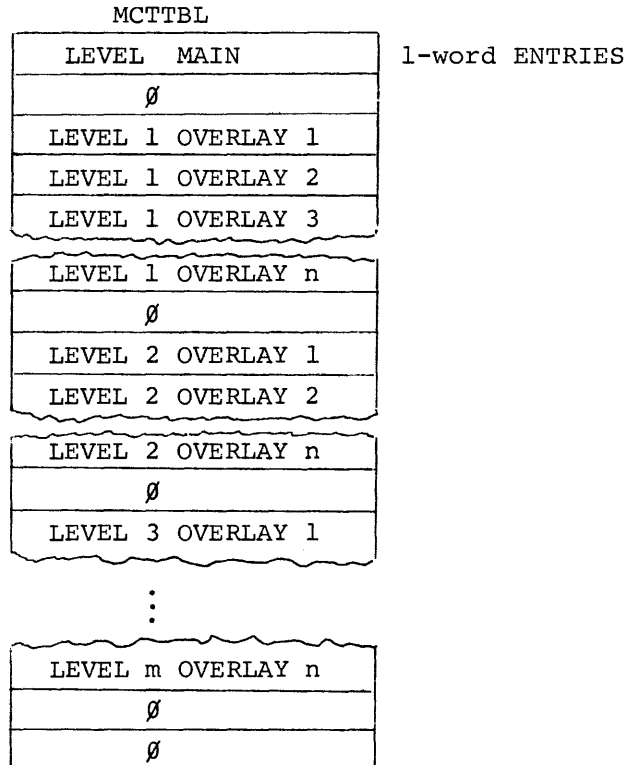 MCTTBL
LEVEL MAIN 1-word ENTRIES
Ø
LEVEL 1 OVERLAY 1
LEVEL 1 OVERLAY 2
LEVEL 1 OVERLAY 3
LEVEL 1 OVERLAY n
Ø
LEVEL 2 OVERLAY 1
LEVEL 2 OVERLAY 2
LEVEL 2 OVERLAY n
Ø
LEVEL 3 OVERLAY 1
⋮
LEVEL m OVERLAY n
Ø
Ø